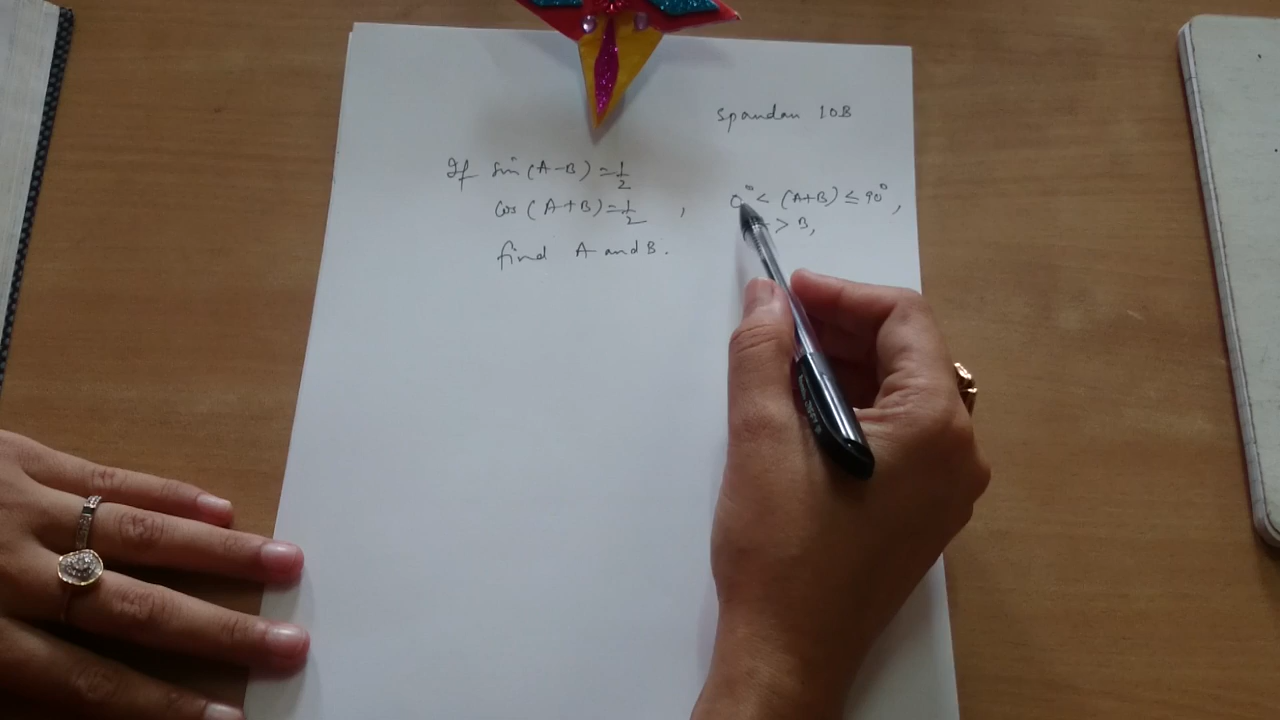 Spandan 10B
If sin (A-B) = 1/2
cos (A+B) = 1/2 , 0° < (A+B) ≤ 90° ,
> B,
find A and B.